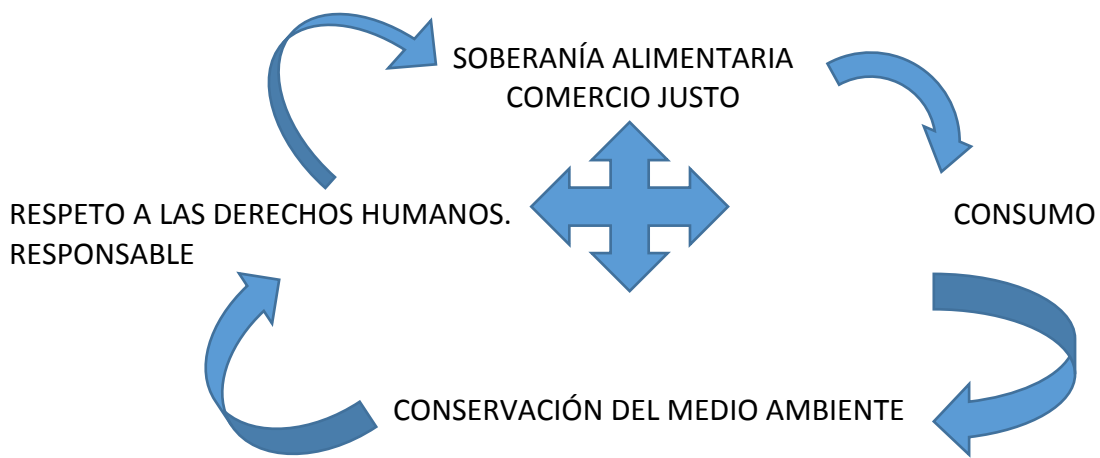 SOBERANÍA ALIMENTARIA
COMERCIO JUSTO
RESPETO A LAS DERECHOS HUMANOS. CONSUMO
RESPONSABLE
CONSERVACIÓN DEL MEDIO AMBIENTE